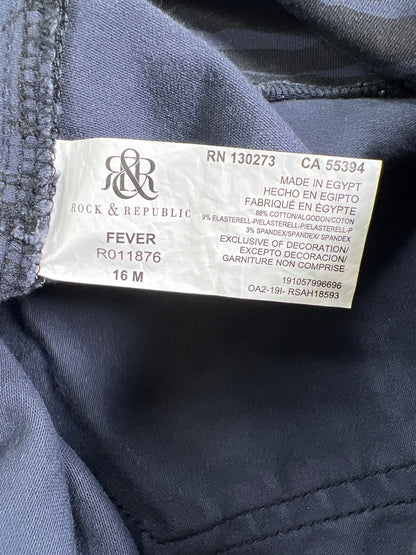 R&R
ROCK & REPUBLIC
FEVER
R011876
16 M
RN 130273 CA 55394
MADE IN EGYPT
HECHO EN EGIPTO
FABRIQUÉ EN ÉGYPTE
88% COTTON/ALGODON/COTON
9% ELASTERELL-P/ELASTERELL-P/ELASTERELL-P
3% SPANDEX/SPANDEX/ SPANDEX
EXCLUSIVE OF DECORATION/
EXCEPTO DECORACION/
GARNITURE NON COMPRISE
191057996696
OA2-19I- RSAH18593